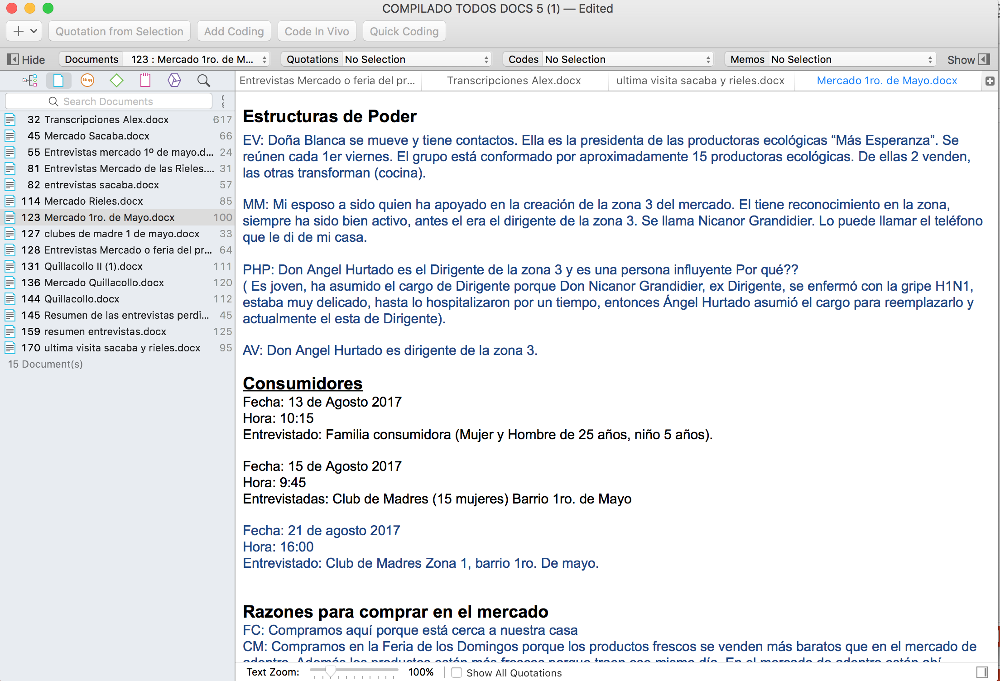 COMPILADO TODOS DOCS 5 (1) — Edited
Quotation from Selection
Add Coding
Code In Vivo
Quick Coding
Hide
Documents
123 : Mercado 1ro. de M...
Quotations
No Selection
Codes
No Selection
Memos
No Selection
Show
Entrevistas Mercado o feria del pr...
Transcripciones Alex.docx
ultima visita sacaba y rieles.docx
Mercado 1ro. de Mayo.docx
Search Documents
32 Transcripciones Alex.docx 617
45 Mercado Sacaba.docx 66
55 Entrevistas mercado 1º de mayo.d... 24
81 Entrevistas Mercado de las Rieles.... 31
82 entrevistas sacaba.docx 57
114 Mercado Rieles.docx 85
123 Mercado 1ro. de Mayo.docx 100
127 clubes de madre 1 de mayo.docx 33
128 Entrevistas Mercado o feria del pr... 64
131 Quillacollo II (1).docx 111
136 Mercado Quillacollo.docx 120
144 Quillacollo.docx 112
145 Resumen de las entrevistas perdi... 45
159 resumen entrevistas.docx 125
170 ultima visita sacaba y rieles.docx 95
15 Document(s)
Estructuras de Poder
EV: Doña Blanca se mueve y tiene contactos. Ella es la presidenta de las productoras ecológicas “Más Esperanza”. Se
reúnen cada 1er viernes. El grupo está conformado por aproximadamente 15 productoras ecológicas. De ellas 2 venden,
las otras transforman (cocina).
MM: Mi esposo a sido quien ha apoyado en la creación de la zona 3 del mercado. El tiene reconocimiento en la zona,
siempre ha sido bien activo, antes el era el dirigente de la zona 3. Se llama Nicanor Grandidier. Lo puede llamar el teléfono
que le di de mi casa.
PHP: Don Angel Hurtado es el Dirigente de la zona 3 y es una persona influyente Por qué??
( Es joven, ha asumido el cargo de Dirigente porque Don Nicanor Grandidier, ex Dirigente, se enfermó con la gripe H1N1,
estaba muy delicado, hasta lo hospitalizaron por un tiempo, entonces Ángel Hurtado asumió el cargo para reemplazarlo y
actualmente el esta de Dirigente).
AV: Don Angel Hurtado es dirigente de la zona 3.
Consumidores
Fecha: 13 de Agosto 2017
Hora: 10:15
Entrevistado: Familia consumidora (Mujer y Hombre de 25 años, niño 5 años).
Fecha: 15 de Agosto 2017
Hora: 9:45
Entrevistadas: Club de Madres (15 mujeres) Barrio 1ro. de Mayo
Fecha: 21 de agosto 2017
Hora: 16:00
Entrevistado: Club de Madres Zona 1, barrio 1ro. De mayo.
Razones para comprar en el mercado
FC: Compramos aquí porque está cerca a nuestra casa
CM: Compramos en la Feria de los Domingos porque los productos frescos se venden más baratos que en el mercado de
adentro. Además los productos están más frescos porque traen ese mismo día. En el mercado de adentro están ahí
Text Zoom:
100%
Show All Quotations